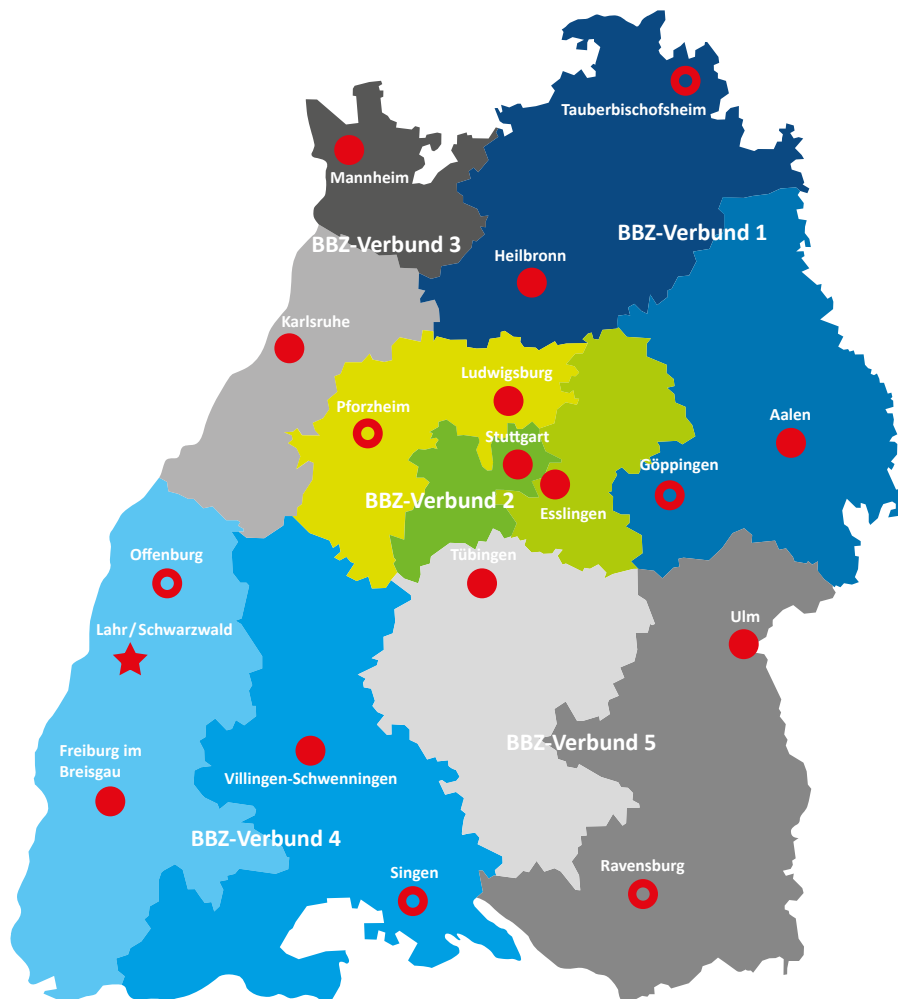 Tauberbischofsheim
Mannheim
BBZ-Verbund 1
BBZ-Verbund 3
Heilbronn
Karlsruhe
Ludwigsburg
Pforzheim
Aalen
Stuttgart
Göppingen
BBZ-Verbund 2
Esslingen
Offenburg
Tübingen
Ulm
Lahr / Schwarzwald
BBZ-Verbund 5
Freiburg im
Breisgau
Villingen-Schwenningen
BBZ-Verbund 4
Ravensburg
Singen